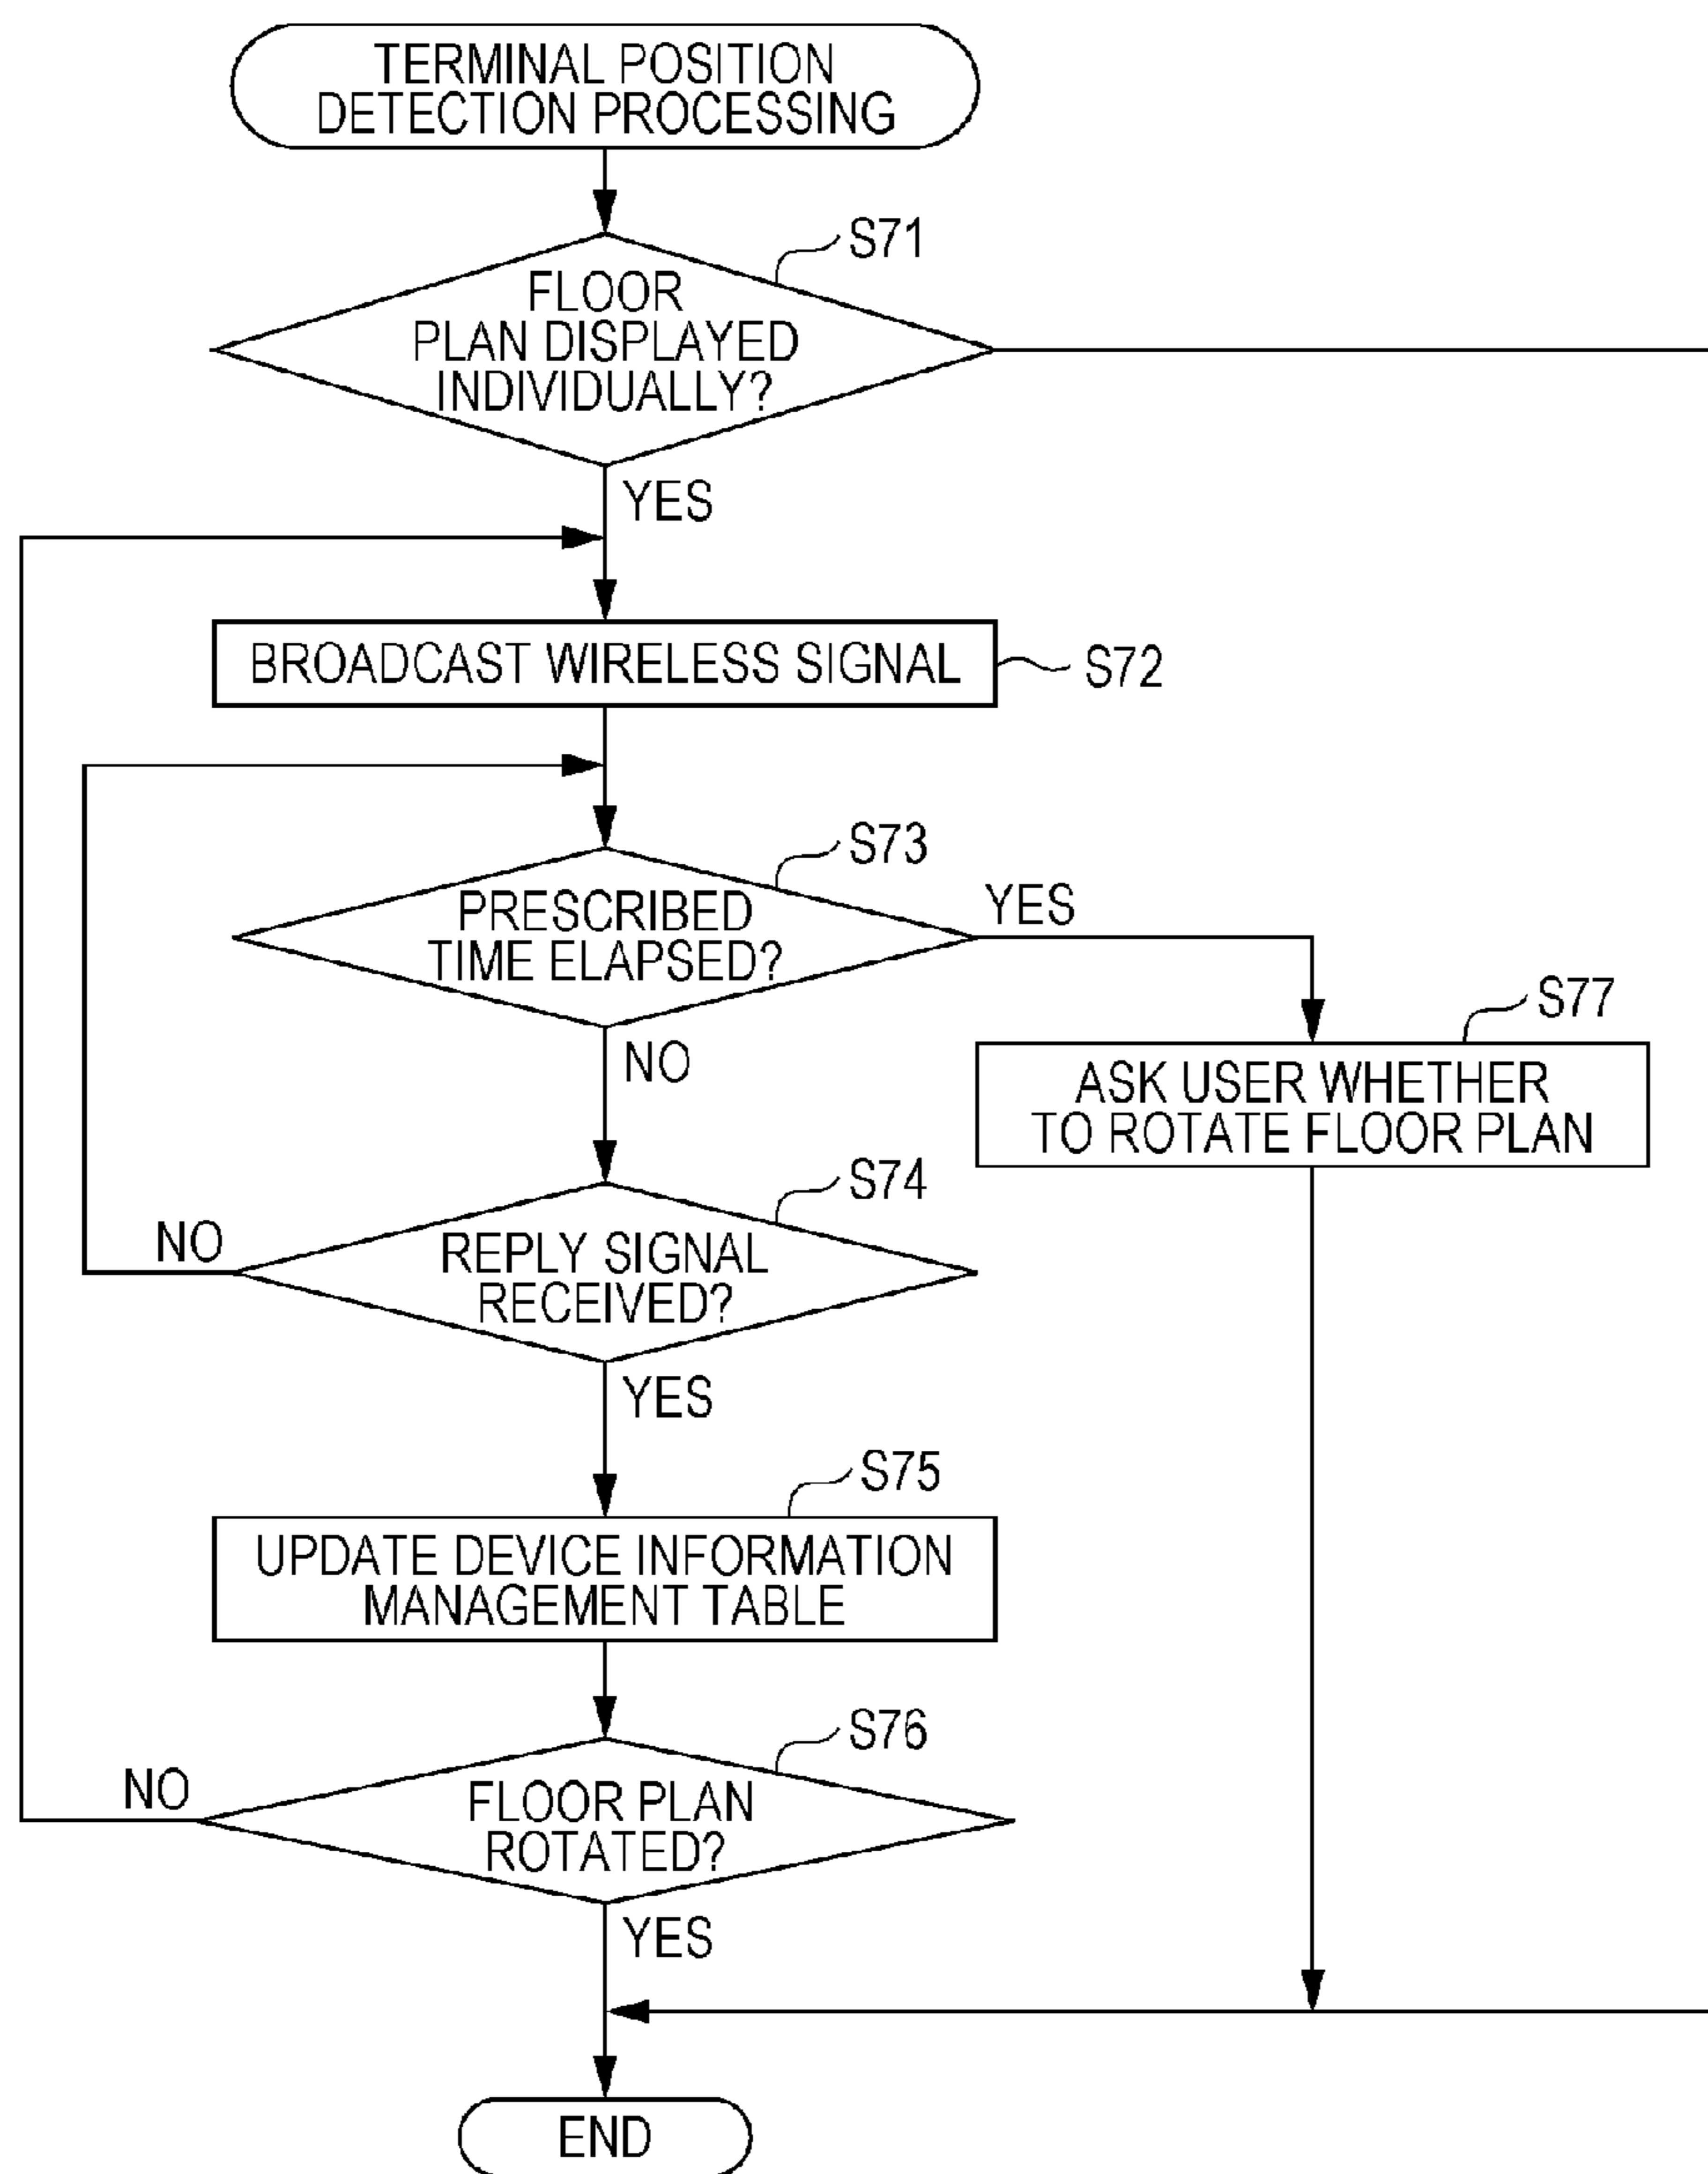 TERMINAL POSITION
DETECTION PROCESSING
S71
FLOOR
PLAN DISPLAYED
INDIVIDUALLY?
YES
BROADCAST WIRELESS SIGNAL
S72
S73
PRESCRIBED
TIME ELAPSED?
YES
NO
S77
ASK USER WHETHER
TO ROTATE FLOOR PLAN
S74
NO
REPLY SIGNAL
RECEIVED?
YES
S75
UPDATE DEVICE INFORMATION
MANAGEMENT TABLE
S76
NO
FLOOR PLAN
ROTATED?
YES
END